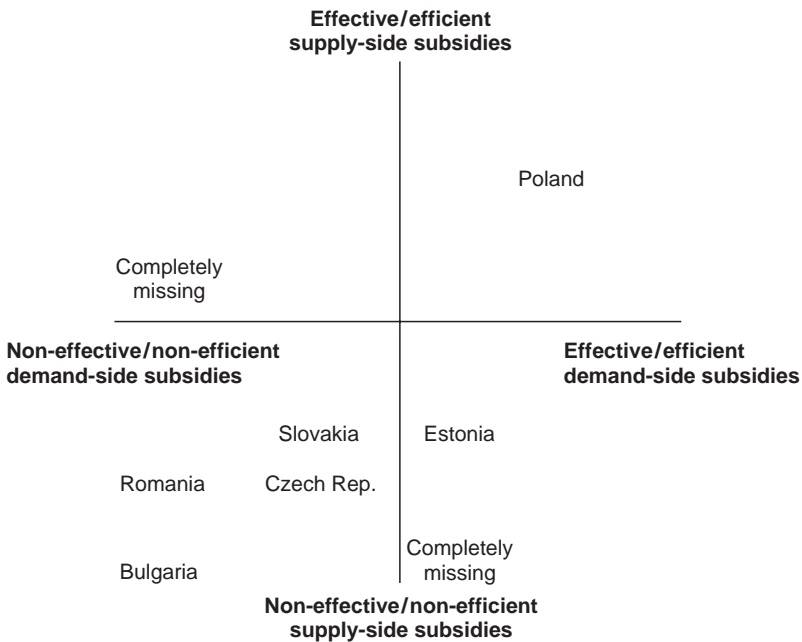 Effective/efficient
supply-side subsidies
Poland
Completely
missing
Non-effective/non-efficient
demand-side subsidies
Effective/efficient
demand-side subsidies
Slovakia
Estonia
Romania
Czech Rep.
Completely
missing
Bulgaria
Non-effective/non-efficient
supply-side subsidies